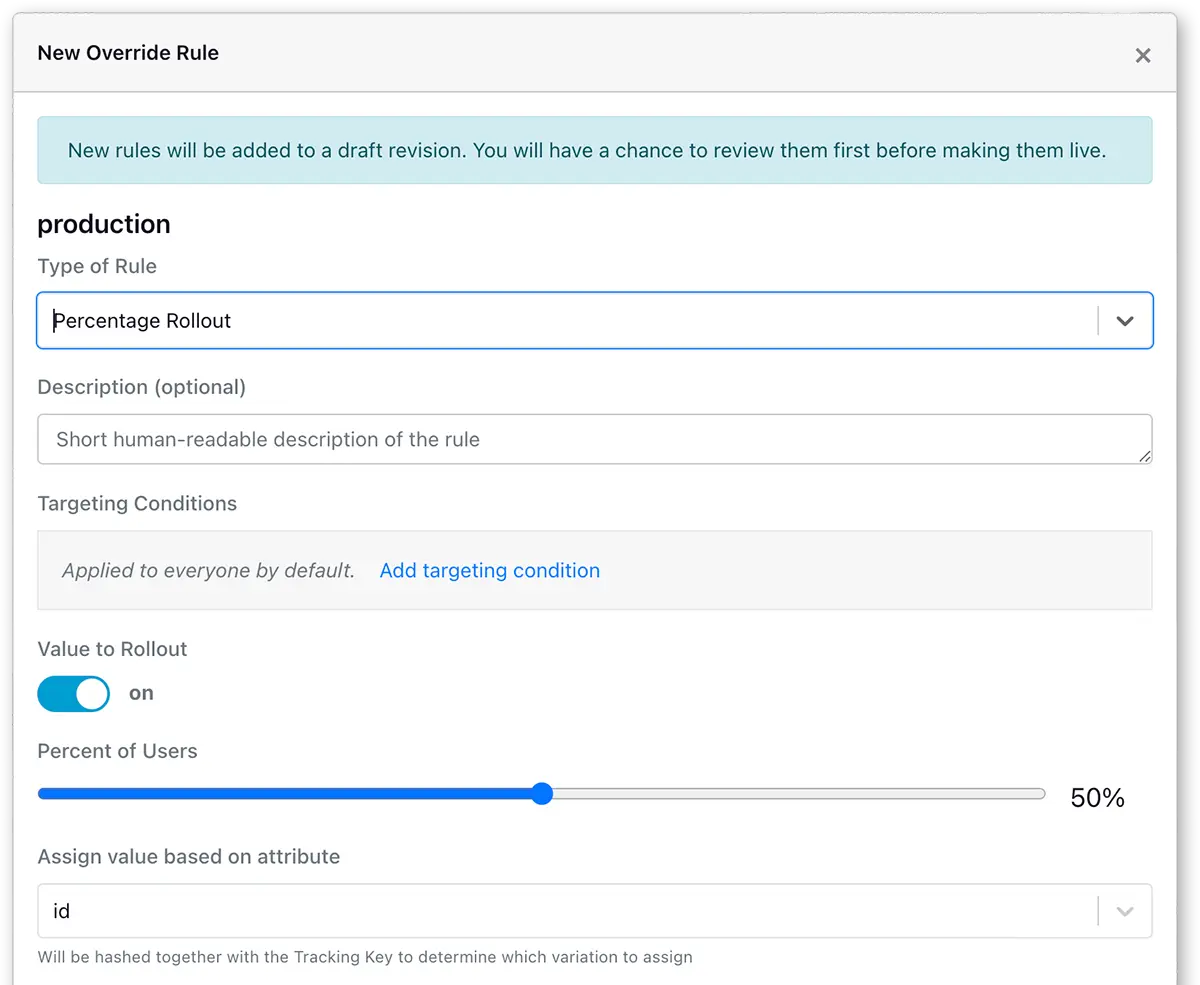 New Override Rule
New rules will be added to a draft revision. You will have a chance to review them first before making them live.
production
Type of Rule
Percentage Rollout
Description (optional)
Short human-readable description of the rule
Targeting Conditions
Applied to everyone by default. Add targeting condition
Value to Rollout
on
Percent of Users
50%
Assign value based on attribute
id
Will be hashed together with the Tracking Key to determine which variation to assign